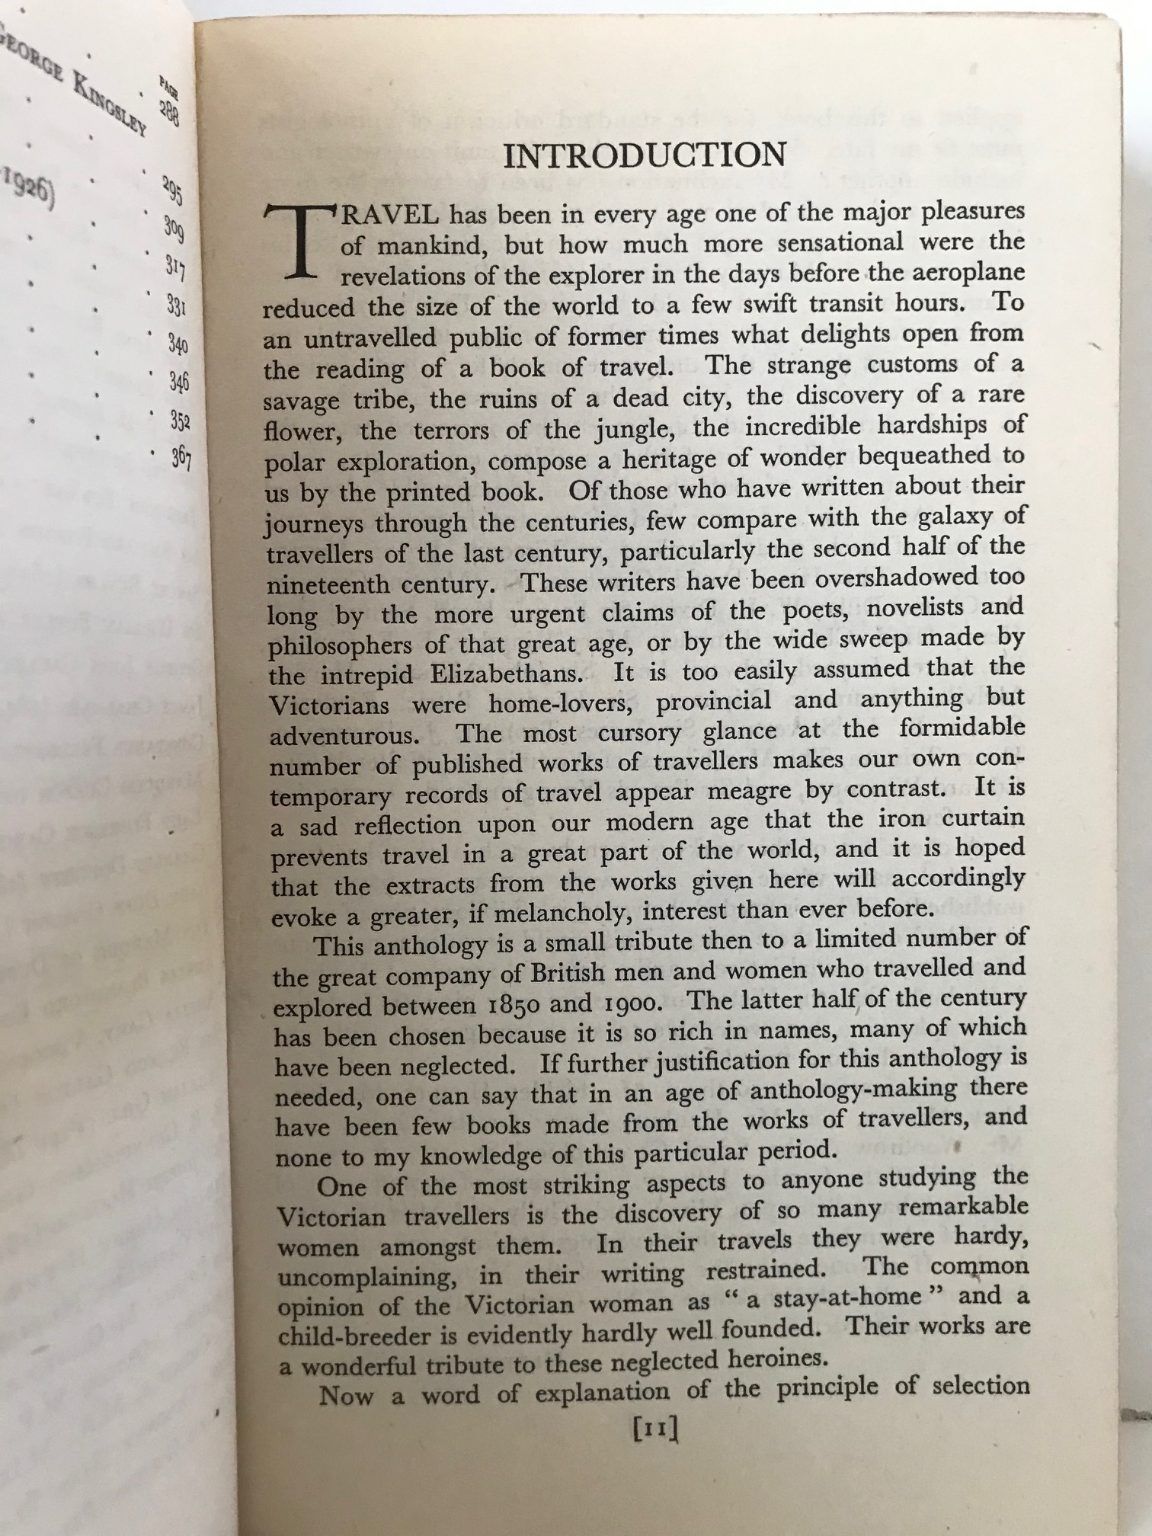 GEORGE KINGSLEY
PAGE
288
1926)
295
309
317
331
340
346
352
367
INTRODUCTION
TRAVEL has been in every age one of the major pleasures
of mankind, but how much more sensational were the
revelations of the explorer in the days before the aeroplane
reduced the size of the world to a few swift transit hours. To
an untravelled public of former times what delights open from
the reading of a book of travel. The strange customs of a
savage tribe, the ruins of a dead city, the discovery of a rare
flower, the terrors of the jungle, the incredible hardships of
polar exploration, compose a heritage of wonder bequeathed to
us by the printed book. Of those who have written about their
journeys through the centuries, few compare with the galaxy of
travellers of the last century, particularly the second half of the
nineteenth century. These writers have been overshadowed too
long by the more urgent claims of the poets, novelists and
philosophers of that great age, or by the wide sweep made by
the intrepid Elizabethans. It is too easily assumed that the
Victorians were home-lovers, provincial and anything but
adventurous. The most cursory glance at the formidable
number of published works of travellers makes our own con-
temporary records of travel appear meagre by contrast. It is
a sad reflection upon our modern age that the iron curtain
prevents travel in a great part of the world, and it is hoped
that the extracts from the works given here will accordingly
evoke a greater, if melancholy, interest than ever before.
This anthology is a small tribute then to a limited number of
the great company of British men and women who travelled and
explored between 1850 and 1900. The latter half of the century
has been chosen because it is so rich in names, many of which
have been neglected. If further justification for this anthology is
needed, one can say that in an age of anthology-making there
have been few books made from the works of travellers, and
none to my knowledge of this particular period.
One of the most striking aspects to anyone studying the
Victorian travellers is the discovery of so many remarkable
women amongst them. In their travels they were hardy,
uncomplaining, in their writing restrained. The common
opinion of the Victorian woman as “ a stay-at-home ” and a
child-breeder is evidently hardly well founded. Their works are
a wonderful tribute to these neglected heroines.
Now a word of explanation of the principle of selection
[11]